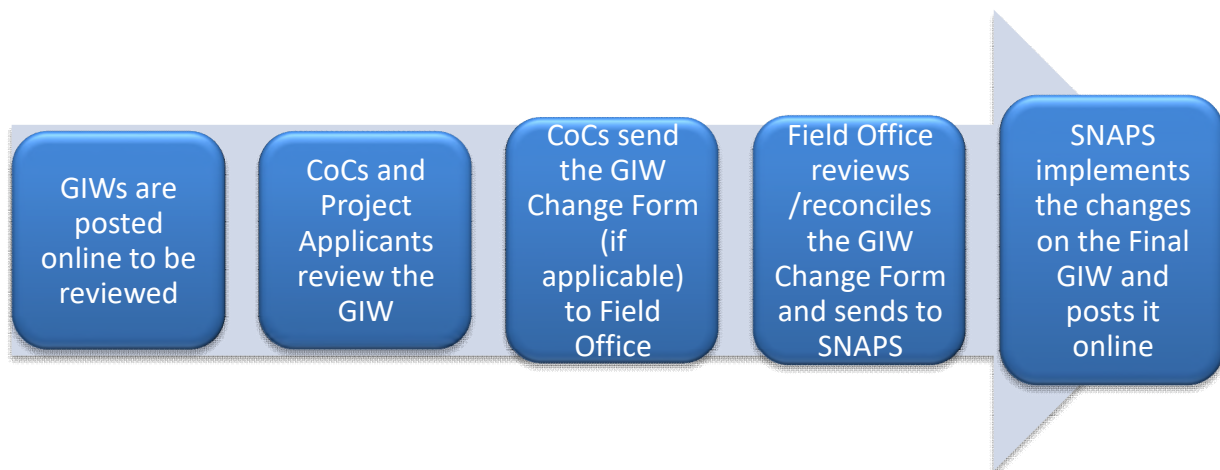 GIWs are
posted
online to be
reviewed
CoCs and
Project
Applicants
review the
GIW
CoCs send
the GIW
Change Form
(if
applicable)
to Field
Office
Field Office
reviews
/reconciles
the GIW
Change Form
and sends to
SNAPS
SNAPS
implements
the changes
on the Final
GIW and
posts it
online